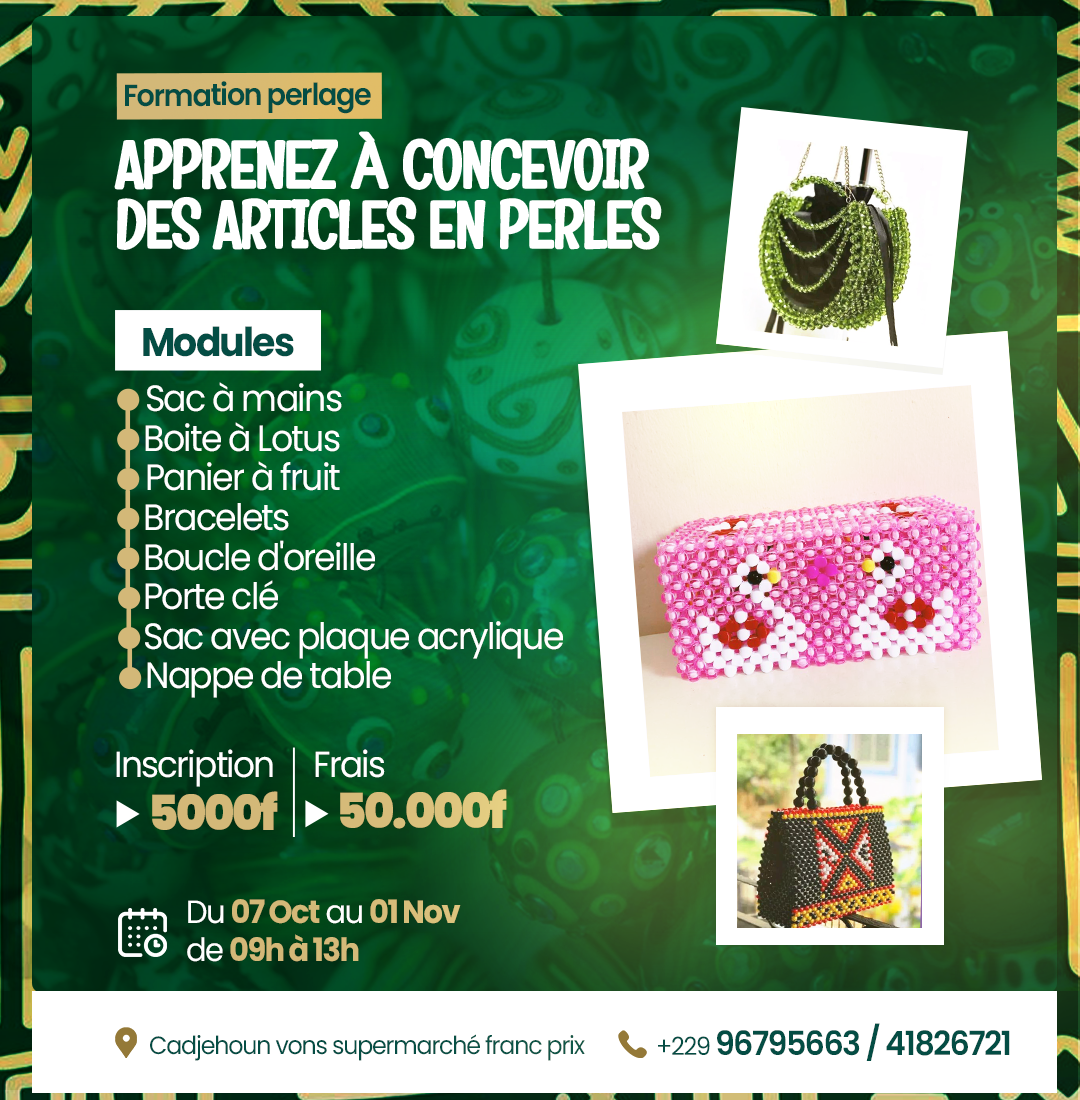 Formation perlage
APPRENEZ À CONCEVOIR
DES ARTICLES EN PERLES
Modules
Sac à mains
Boite à Lotus
Panier à fruit
Bracelets
Boucle d'oreille
Porte clé
Sac avec plaque acrylique
Nappe de table
Inscription
5000f
Frais
50.000f
Du 07 Oct au 01 Nov
de 09h à 13h
Cadjehoun vons supermarché franc prix
+229 96795663 / 41826721